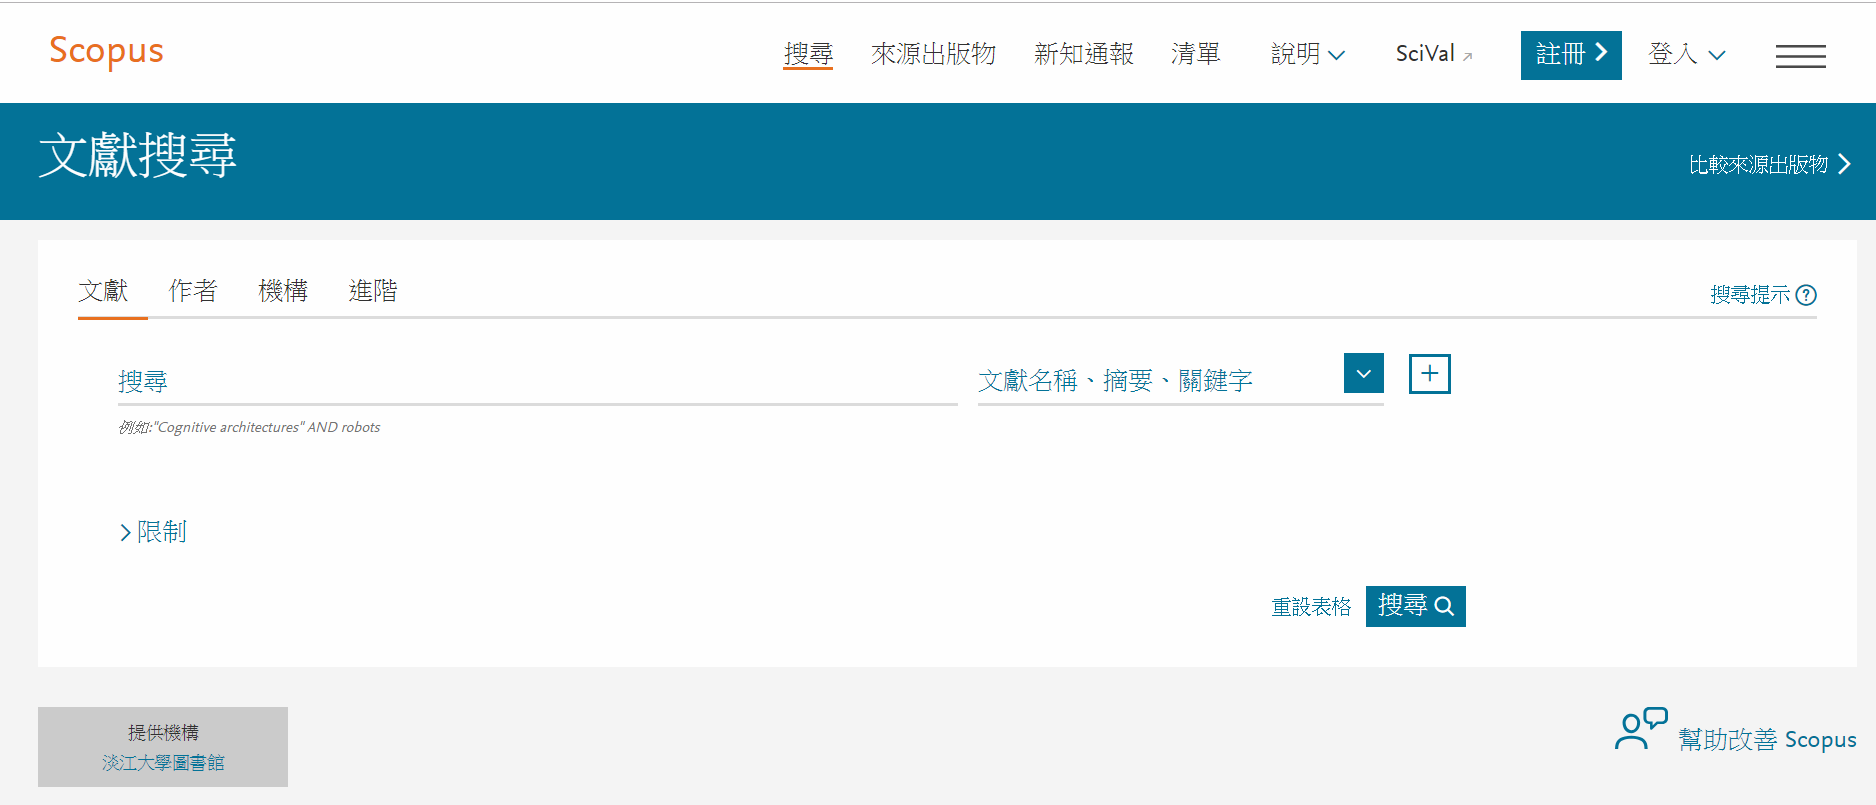 Scopus
搜尋 來源出版物 新知通報 清單 說明 SciVal 註冊 登入
文獻搜尋
比較來源出版物
文獻 作者 機構 進階
搜尋提示
搜尋 文獻名稱、摘要、關鍵字
例如:"Cognitive architectures" AND robots
限制
重設表格 搜尋
提供機構
淡江大學圖書館
幫助改善 Scopus